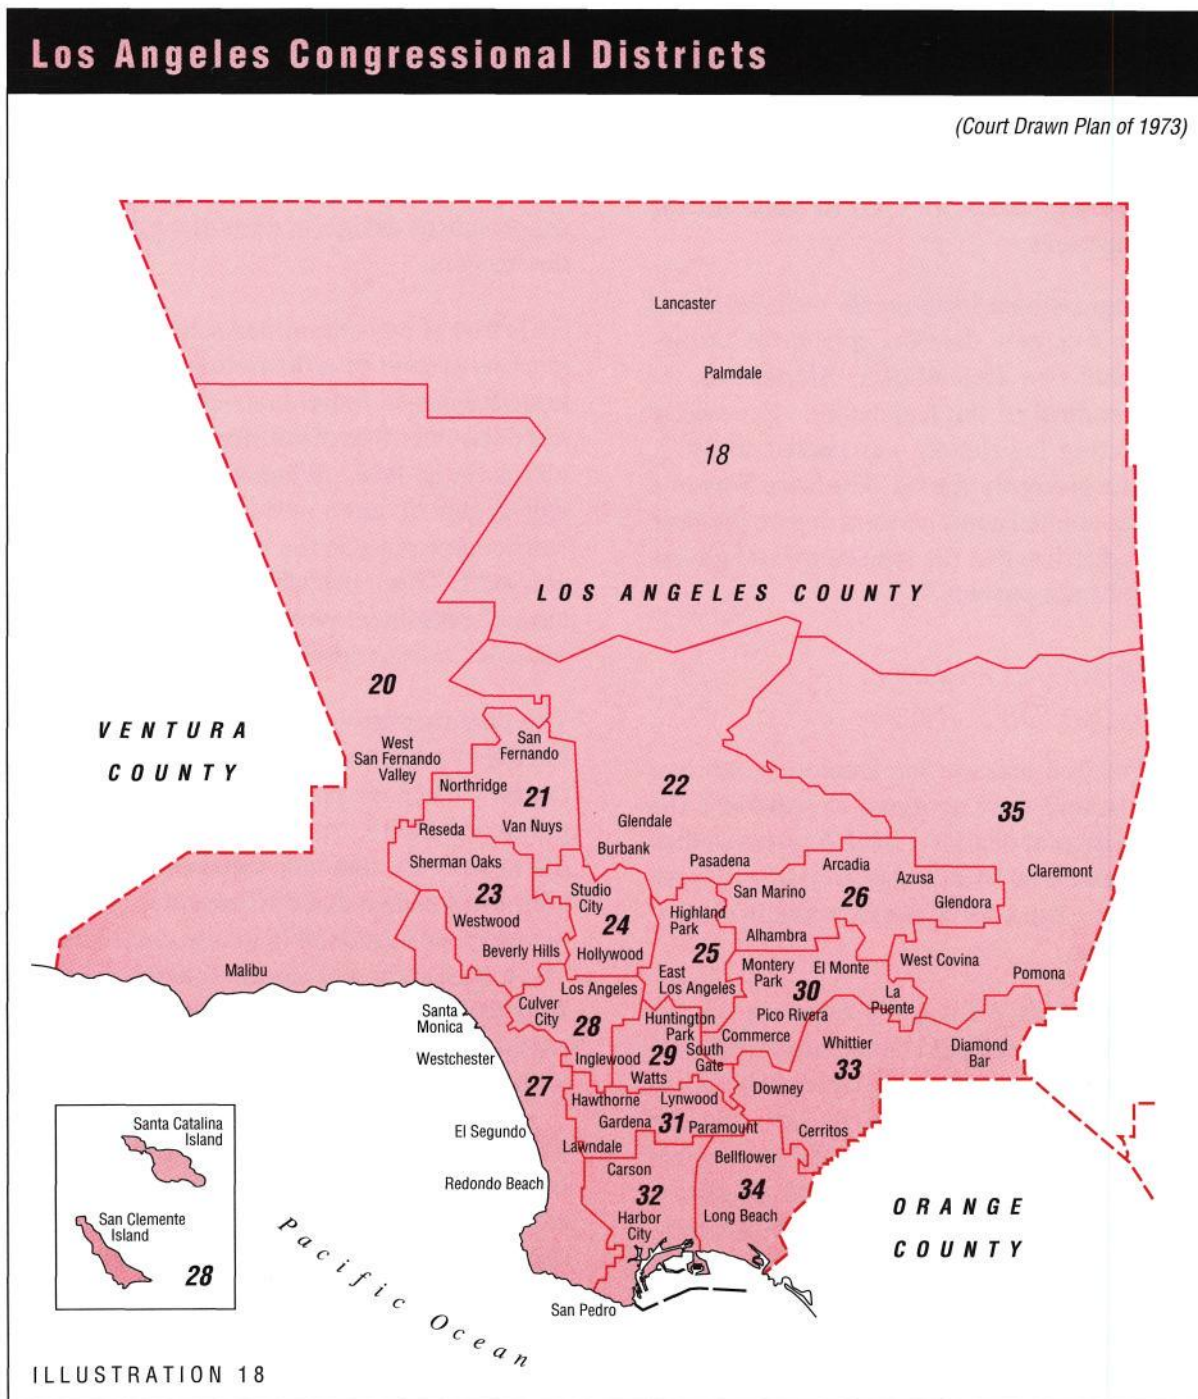 Los Angeles Congressional Districts
(Court Drawn Plan of 1973)
Lancaster
Palmdale
18
LOS ANGELES COUNTY
20
VENTURA
COUNTY
West
San Fernando
Valley
San
Fernando
Northridge
21
Van Nuys
22
Glendale
Burbank
35
Reseda
Sherman Oaks
23
Westwood
Beverly Hills
Studio
City
24
Hollywood
Pasadena
San Marino
Arcadia
Azusa
26
Glendora
Claremont
Highland
Park
25
East
Los Angeles
Alhambra
Montery
Park
El Monte
30
Pico Rivera
Commerce
West Covina
La
Puente
Pomona
Malibu
Santa
Monica
Westchester
Culver
City
Los Angeles
28
Inglewood
Huntington
Park
29
South
Gate
Watts
Whittier
33
Downey
Diamond
Bar
27
Hawthorne
Lynwood
Gardena
31
Paramount
Cerritos
El Segundo
Lawndale
Redondo Beach
Carson
32
Harbor
City
Bellflower
34
Long Beach
San Pedro
Santa Catalina
Island
San Clemente
Island
28
Pacific Ocean
ORANGE
COUNTY
ILLUSTRATION 18